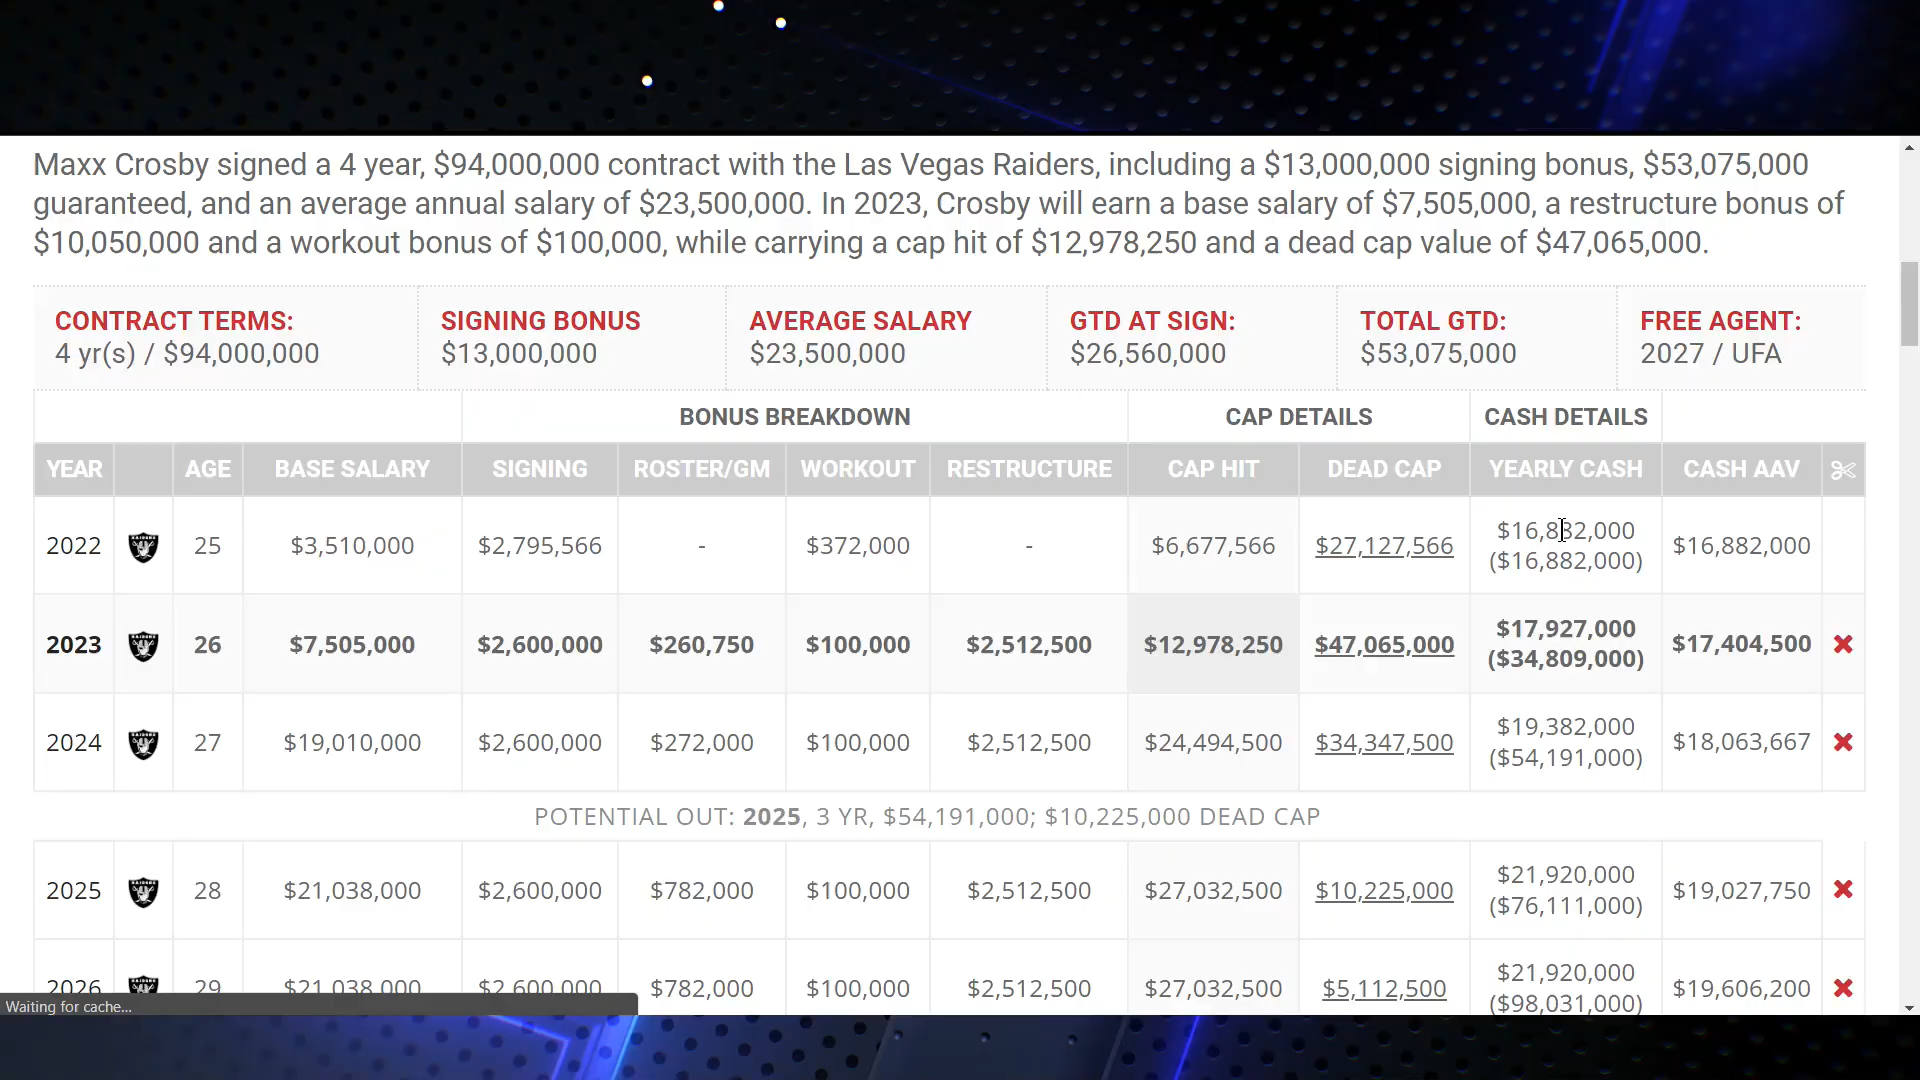 Maxx Crosby signed a 4 year, $94,000,000 contract with the Las Vegas Raiders, including a $13,000,000 signing bonus, $53,075,000
guaranteed, and an average annual salary of $23,500,000. In 2023, Crosby will earn a base salary of $7,505,000, a restructure bonus of
$10,050,000 and a workout bonus of $100,000, while carrying a cap hit of $12,978,250 and a dead cap value of $47,065,000.
CONTRACT TERMS: SIGNING BONUS AVERAGE SALARY GTD AT SIGN: TOTAL GTD: FREE AGENT:
4 yr(s) / $94,000,000 $13,000,000 $23,500,000 $26,560,000 $53,075,000 2027 / UFA
BONUS BREAKDOWN CAP DETAILS CASH DETAILS
YEAR AGE BASE SALARY SIGNING ROSTER/GM WORKOUT RESTRUCTURE CAP HIT DEAD CAP YEARLY CASH CASH AAV
2022 25 $3,510,000 $2,795,566 - $372,000 - $6,677,566 $27,127,566 $16,882,000 ($16,882,000) $16,882,000
2023 26 $7,505,000 $2,600,000 $260,750 $100,000 $2,512,500 $12,978,250 $47,065,000 $17,927,000 ($34,809,000) $17,404,500
2024 27 $19,010,000 $2,600,000 $272,000 $100,000 $2,512,500 $24,494,500 $34,347,500 $19,382,000 ($54,191,000) $18,063,667
POTENTIAL OUT: 2025, 3 YR, $54,191,000; $10,225,000 DEAD CAP
2025 28 $21,038,000 $2,600,000 $782,000 $100,000 $2,512,500 $27,032,500 $10,225,000 $21,920,000 ($76,111,000) $19,027,750
2026 29 $21,038,000 $2,600,000 $782,000 $100,000 $2,512,500 $27,032,500 $5,112,500 $21,920,000 ($98,031,000) $19,606,200
Waiting for cache...